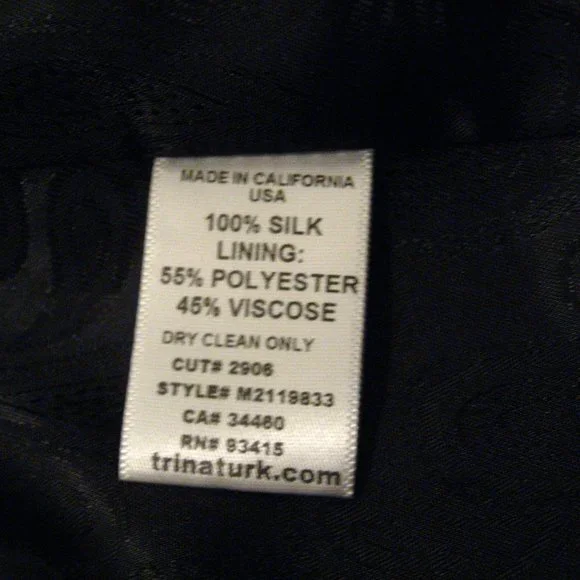 MADE IN CALIFORNIA
USA
100% SILK
LINING:
55% POLYESTER
45% VISCOSE
DRY CLEAN ONLY
CUT# 2906
STYLE# M2119833
CA# 34460
RN# 93415
trinaturk.com